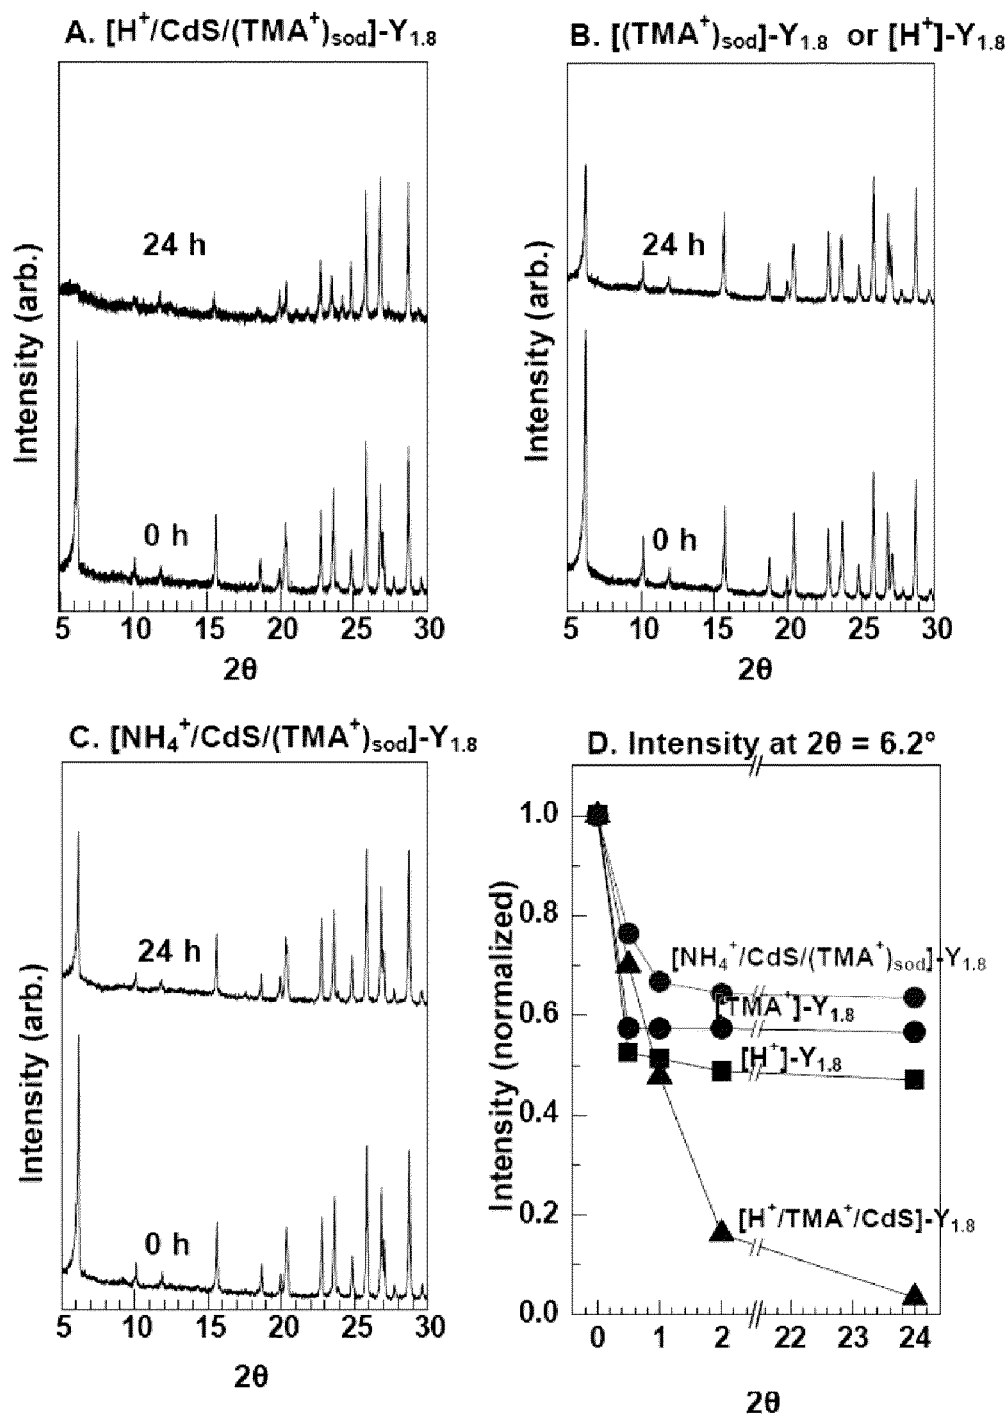 A. [H⁺/CdS/(TMA⁺)sod]-Y1.8
Intensity (arb.)
24 h
0 h
5 10 15 20 25 30
2θ
B. [(TMA⁺)sod]-Y1.8 or [H⁺]-Y1.8
Intensity (arb.)
24 h
0 h
5 10 15 20 25 30
2θ
C. [NH4⁺/CdS/(TMA⁺)sod]-Y1.8
Intensity (arb.)
24 h
0 h
5 10 15 20 25 30
2θ
D. Intensity at 2θ = 6.2°
Intensity (normalized)
1.0
0.8
[NH4⁺/CdS/(TMA⁺)sod]-Y1.8
[TMA⁺]-Y1.8
0.6
[H⁺]-Y1.8
0.4
0.2
[H⁺/TMA⁺/CdS]-Y1.8
0.0
0 1 2 22 23 24
2θ